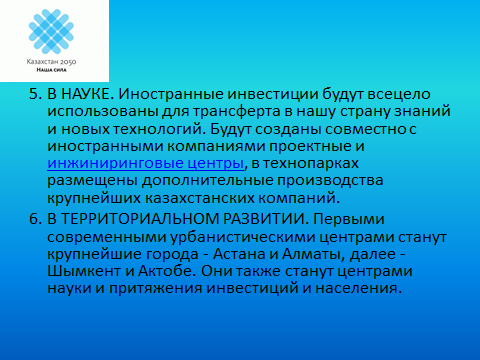 Казахстан 2050
Наша сила
5. В НАУКЕ. Иностранные инвестиции будут всецело
использованы для трансферта в нашу страну знаний
и новых технологий. Будут созданы совместно с
иностранными компаниями проектные и
инжиниринговые центры, в технопарках
размещены дополнительные производства
крупнейших казахстанских компаний.
6. В ТЕРРИТОРИАЛЬНОМ РАЗВИТИИ. Первыми
современными урбанистическими центрами станут
крупнейшие города - Астана и Алматы, далее -
Шымкент и Актобе. Они также станут центрами
науки и притяжения инвестиций и населения.